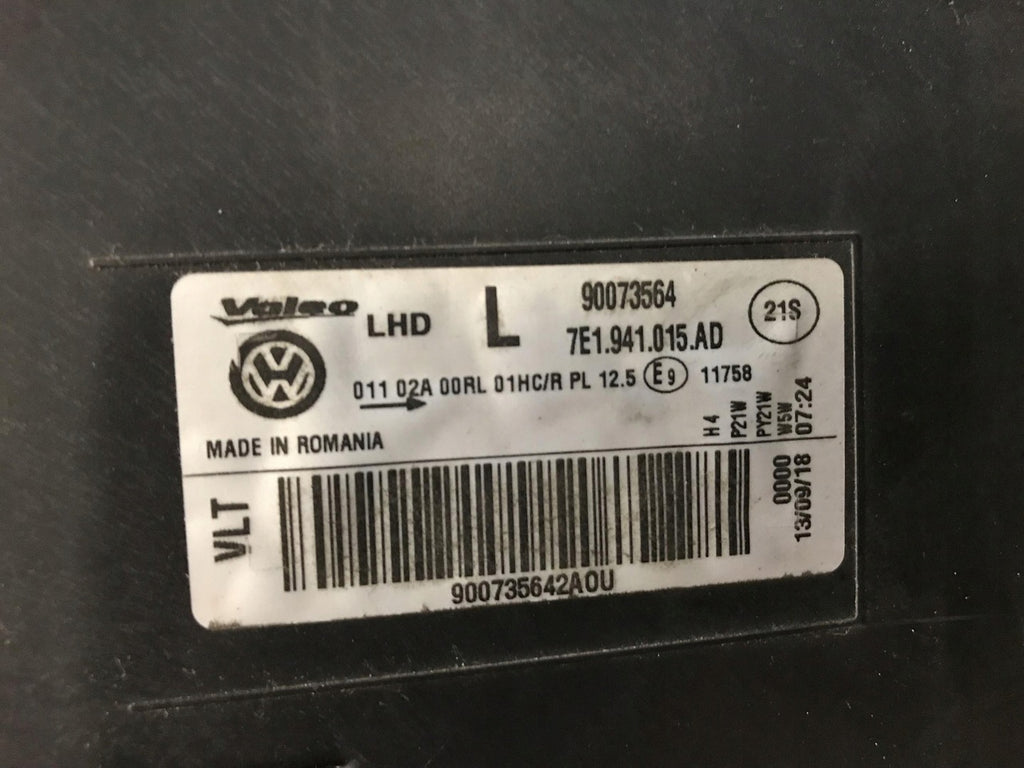 Valeo
LHD
L
90073564
7E1.941.015.AD
21S
011 02A 00RL 01HC/R PL 12.5 E9 11758
MADE IN ROMANIA
H4
P21W
PY21W
W5W
07:24
0000
13/09/18
VLT
900735642A0U